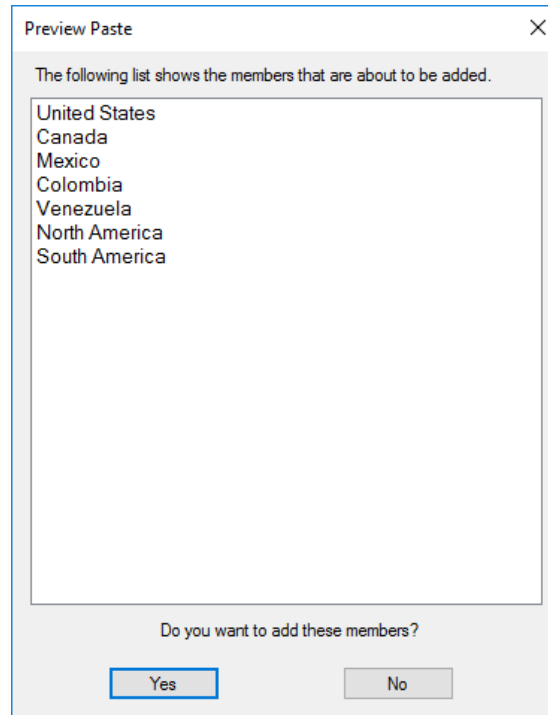 Preview Paste
The following list shows the members that are about to be added.
United States
Canada
Mexico
Colombia
Venezuela
North America
South America
Do you want to add these members?
Yes
No